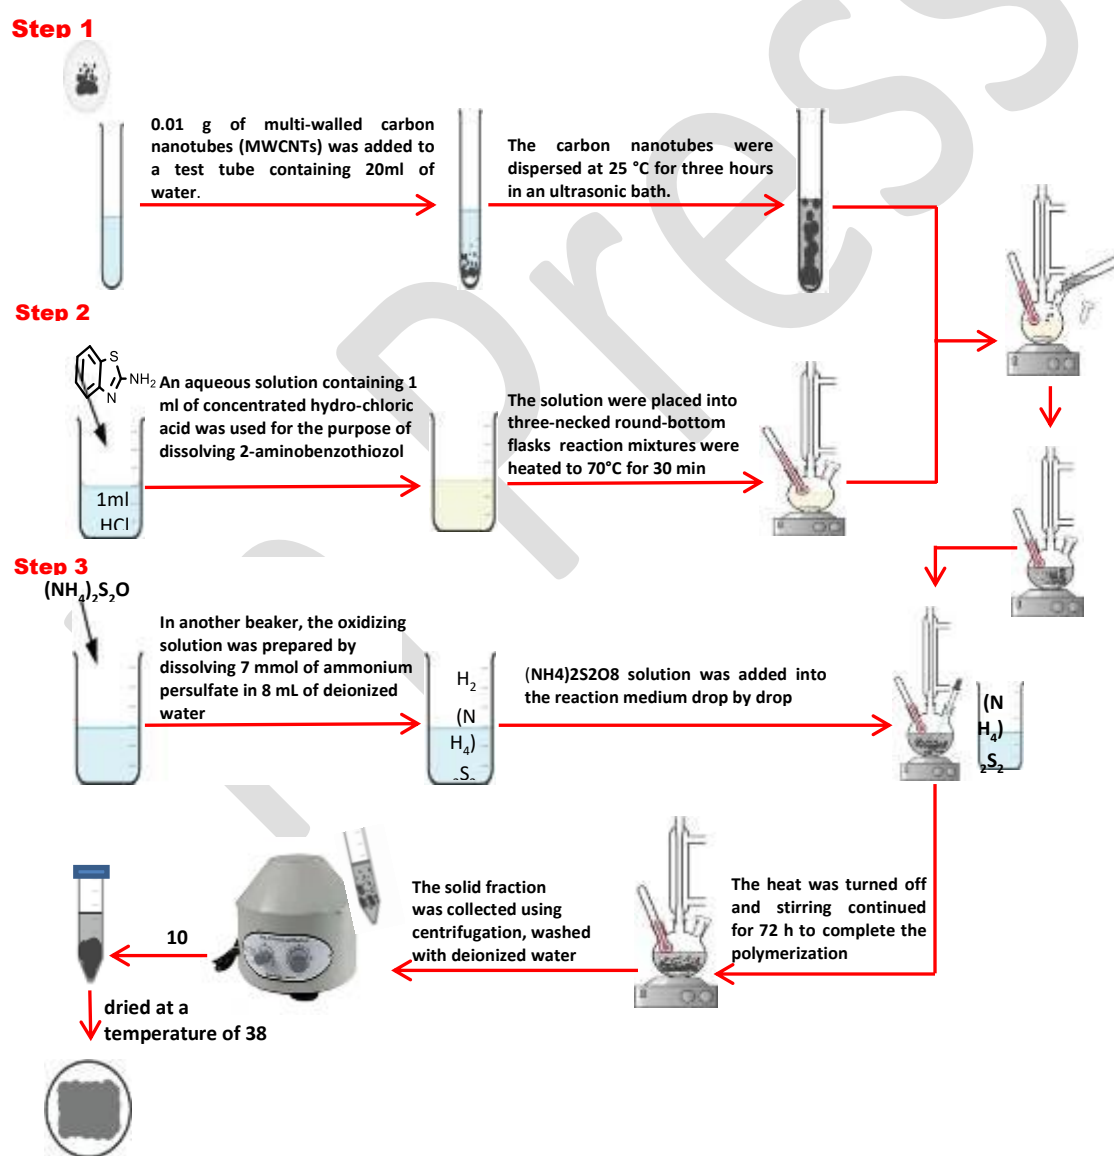 Step 1
0.01 g of multi-walled carbon
nanotubes (MWCNTs) was added to
a test tube containing 20ml of
water.
The carbon nanotubes were
dispersed at 25 °C for three hours
in an ultrasonic bath.
Step 2
S
NH₂
N
An aqueous solution containing 1
ml of concentrated hydro-chloric
acid was used for the purpose of
dissolving 2-aminobenzothiozol
1ml
HCl
The solution were placed into
three-necked round-bottom
flasks reaction mixtures were
heated to 70°C for 30 min
Step 3
(NH₄)₂S₂O
In another beaker, the oxidizing
solution was prepared by
dissolving 7 mmol of ammonium
persulfate in 8 mL of deionized
water
H₂
(N
H₄)
₂S₂
(NH4)2S2O8 solution was added into
the reaction medium drop by drop
(N
H₄)
₂S₂
The heat was turned off
and stirring continued
for 72 h to complete the
polymerization
The solid fraction
was collected using
centrifugation, washed
with deionized water
10
dried at a
temperature of 38
Press